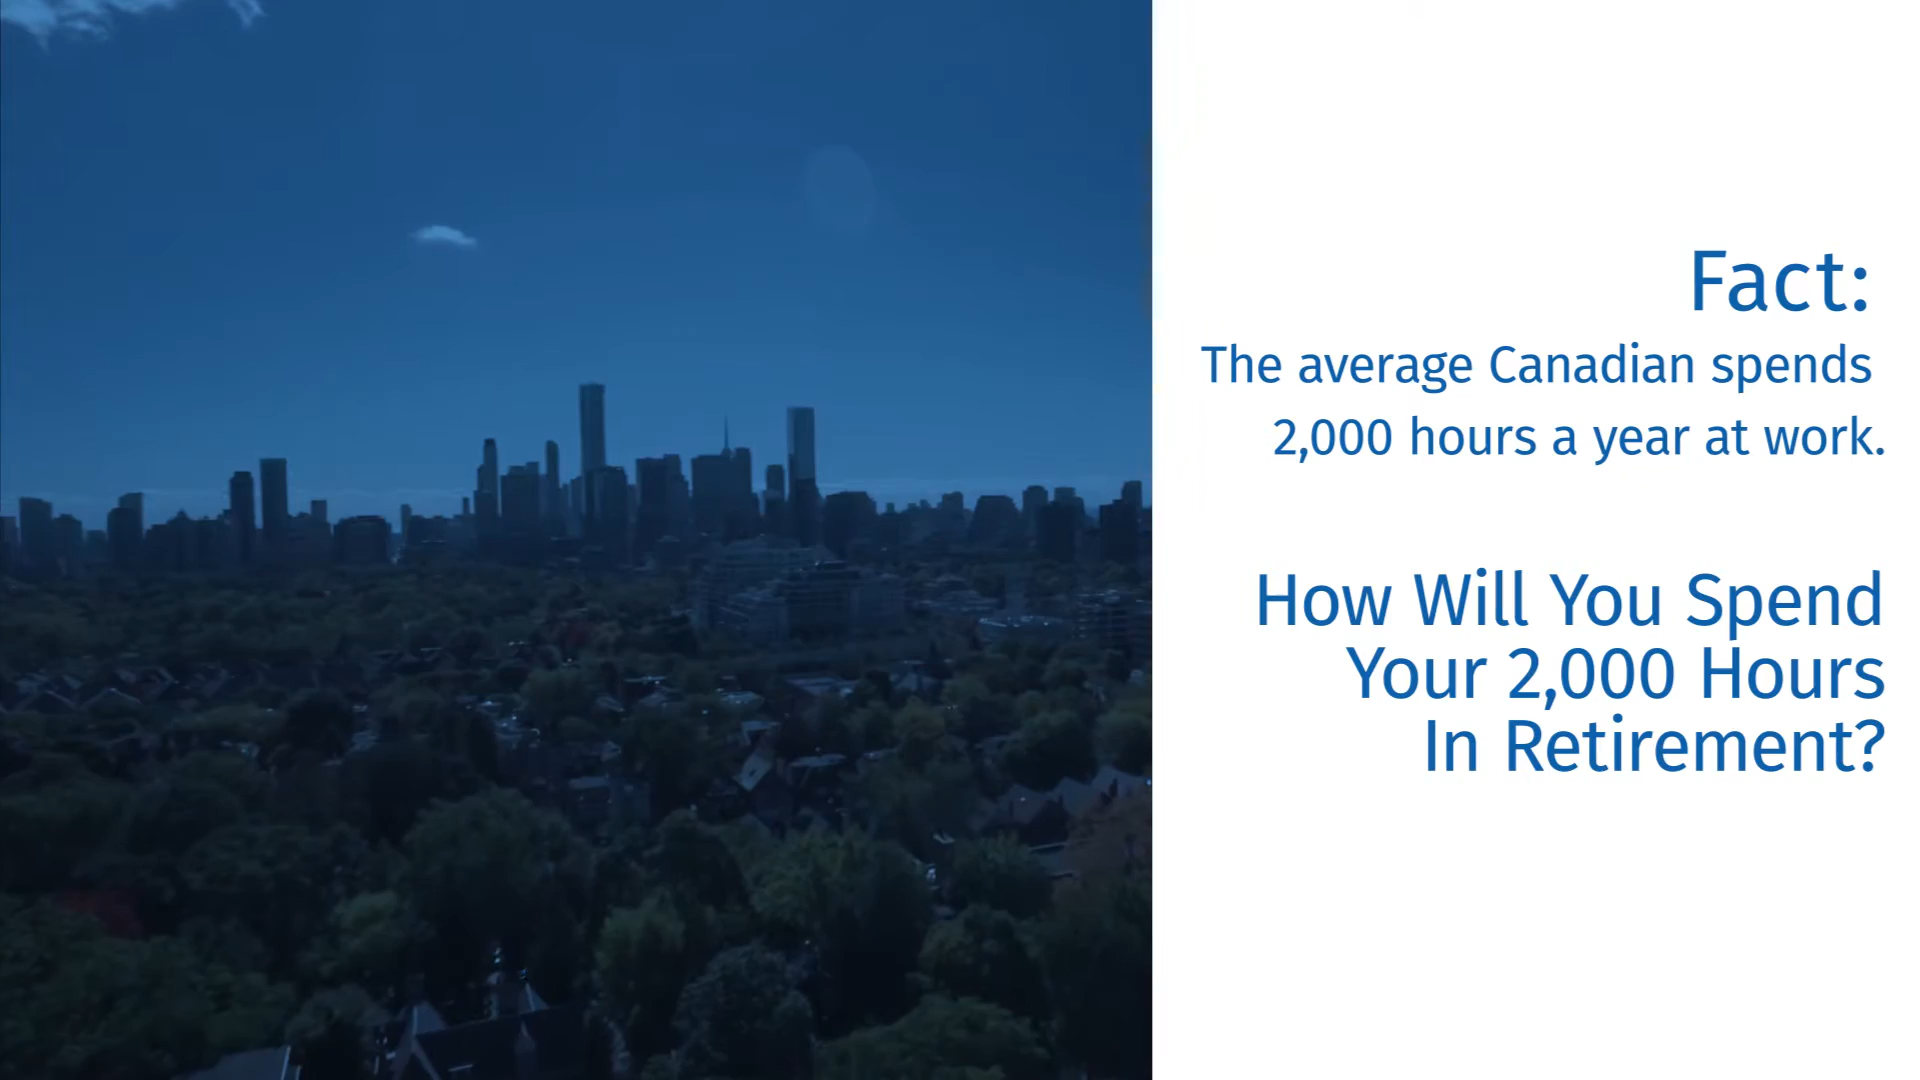 Fact:
The average Canadian spends
2,000 hours a year at work.
How Will You Spend
Your 2,000 Hours
In Retirement?